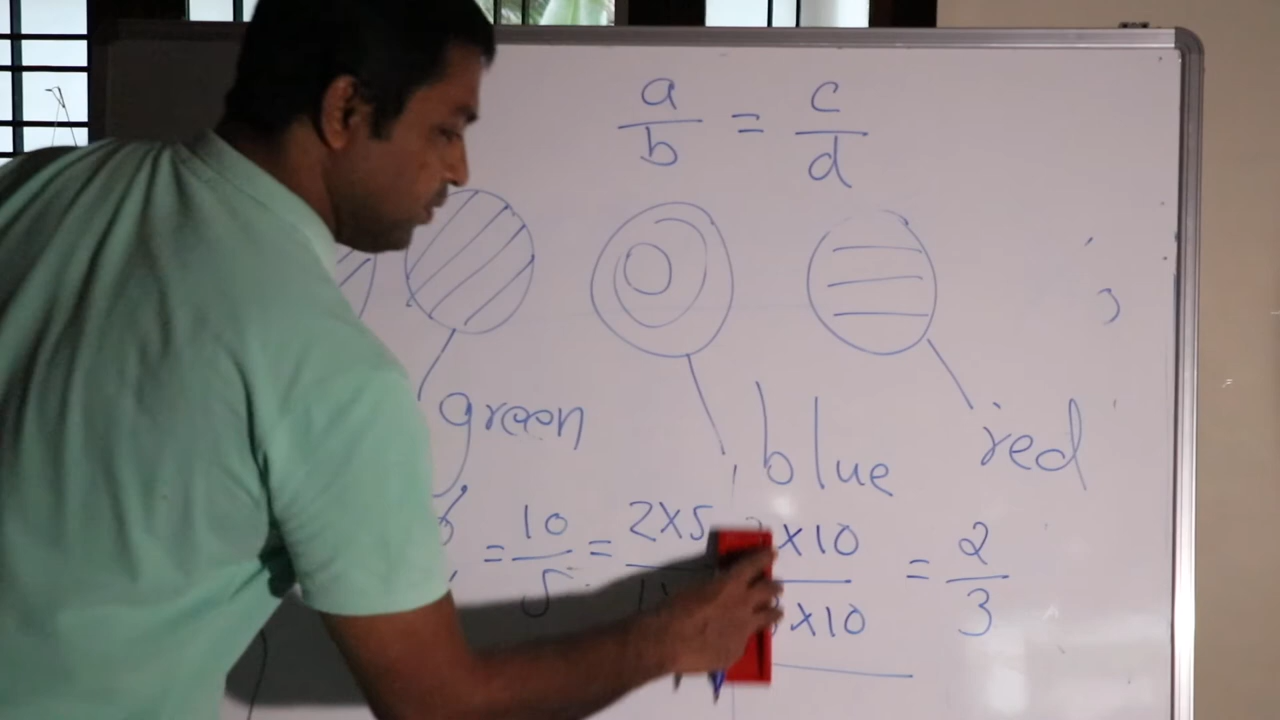 a/b = c/d
green
blue
red
= 10/5 = 2x5
x10/x10 = 2/3